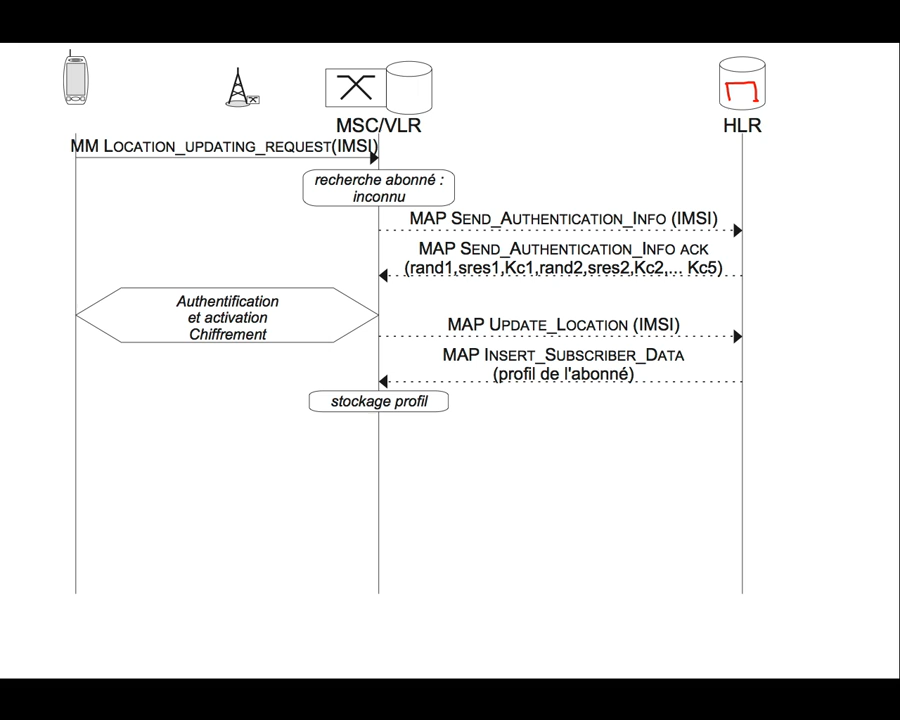 MSC/VLR
HLR
MM LOCATION_UPDATING_REQUEST(IMSI)
recherche abonné :
inconnu
MAP SEND_AUTHENTICATION_INFO (IMSI)
MAP SEND_AUTHENTICATION_INFO ACK
(rand1,sres1,Kc1,rand2,sres2,Kc2,... Kc5)
Authentification
et activation
Chiffrement
MAP UPDATE_LOCATION (IMSI)
MAP INSERT_SUBSCRIBER_DATA
(profil de l'abonné)
stockage profil